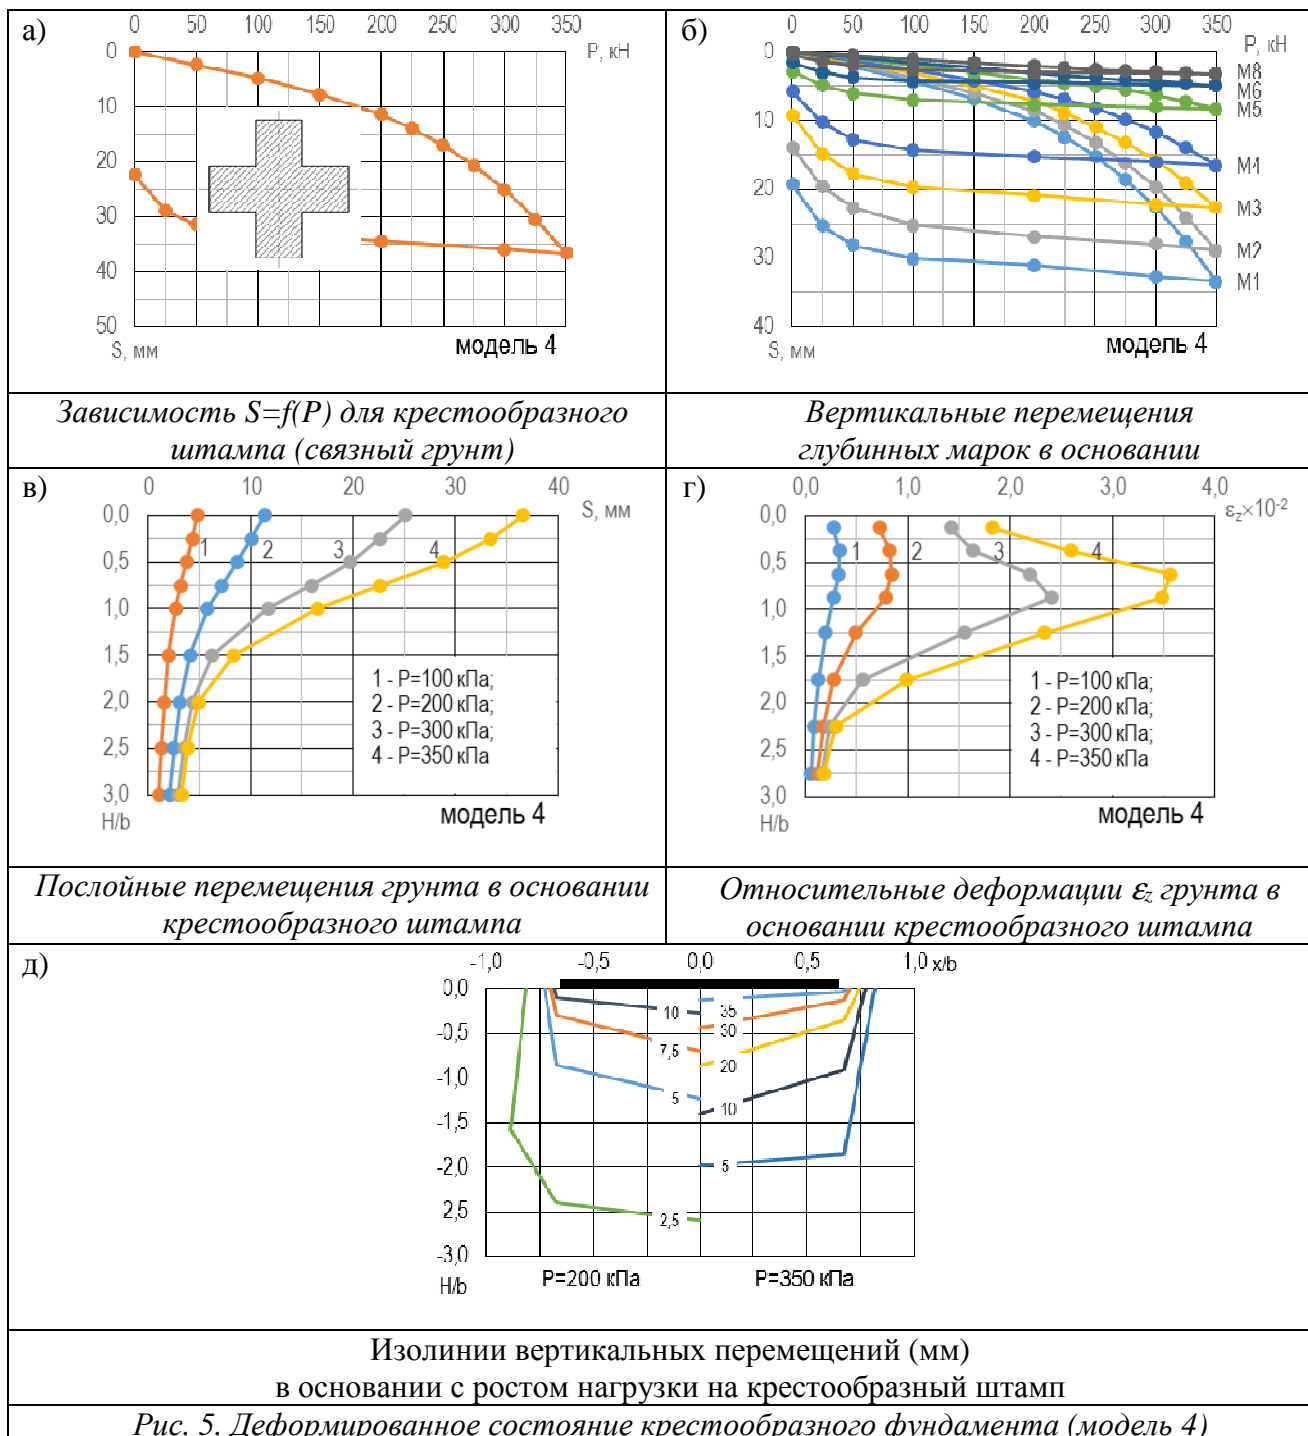 а)
0 50 100 150 200 250 300 350
P, кН
0
10
20
30
40
50
S, мм
модель 4
Зависимость S=f(P) для крестообразного
штампа (связный грунт)
б)
0 50 100 150 200 250 300 350
P, кН
0
10
20
30
40
S, мм
М8
М6
М5
М4
М3
М2
М1
модель 4
Вертикальные перемещения
глубинных марок в основании
в)
0 10 20 30 40
S, мм
0,0
0,5
1,0
1,5
2,0
2,5
3,0
H/b
1 2 3 4
1 - P=100 кПа;
2 - P=200 кПа;
3 - P=300 кПа;
4 - P=350 кПа
модель 4
Послойные перемещения грунта в основании
крестообразного штампа
г)
0,0 1,0 2,0 3,0 4,0
εz×10-2
0,0
0,5
1,0
1,5
2,0
2,5
3,0
H/b
1 2 3 4
1 - P=100 кПа;
2 - P=200 кПа;
3 - P=300 кПа;
4 - P=350 кПа
модель 4
Относительные деформации εz грунта в
основании крестообразного штампа
д)
-1,0 -0,5 0,0 0,5 1,0 x/b
0,0
-0,5
-1,0
-1,5
-2,0
2,5
-3,0
H/b
10
7,5
5
2,5
35
30
20
10
5
P=200 кПа P=350 кПа
Изолинии вертикальных перемещений (мм)
в основании с ростом нагрузки на крестообразный штамп
Рис. 5. Деформированное состояние крестообразного фундамента (модель 4)